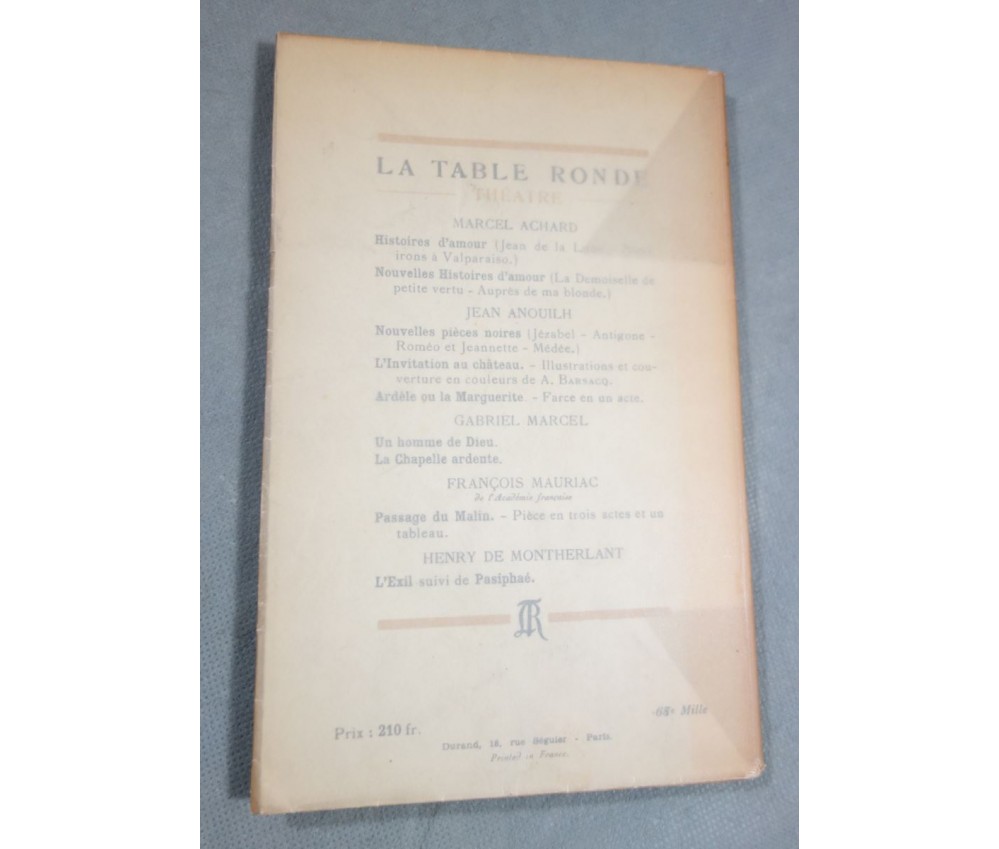 LA TABLE RONDE
THÉATRE
MARCEL ACHARD
Histoires d'amour (Jean de la
irons à Valparaiso.)
Nouvelles Histoires d'amour (La Demoiselle de
petite vertu - Auprès de ma blonde.)
JEAN ANOUILH
Nouvelles pièces noires (Jézabel - Antigone -
Roméo et Jeannette - Médée.)
L'Invitation au château. - Illustrations et cou-
verture en couleurs de A. BARSACQ.
Ardèle ou la Marguerite - Farce en un acte.
GABRIEL MARCEL
Un homme de Dieu.
La Chapelle ardente.
FRANÇOIS MAURIAC
de l'Académie française
Passage du Malin. - Pièce en trois actes et un
tableau.
HENRY DE MONTHERLANT
L'Exil suivi de Pasiphaé.
TR
68e Mille
Prix : 210 fr.
Durand, 18, rue Séguier - Paris.
Printed in France.